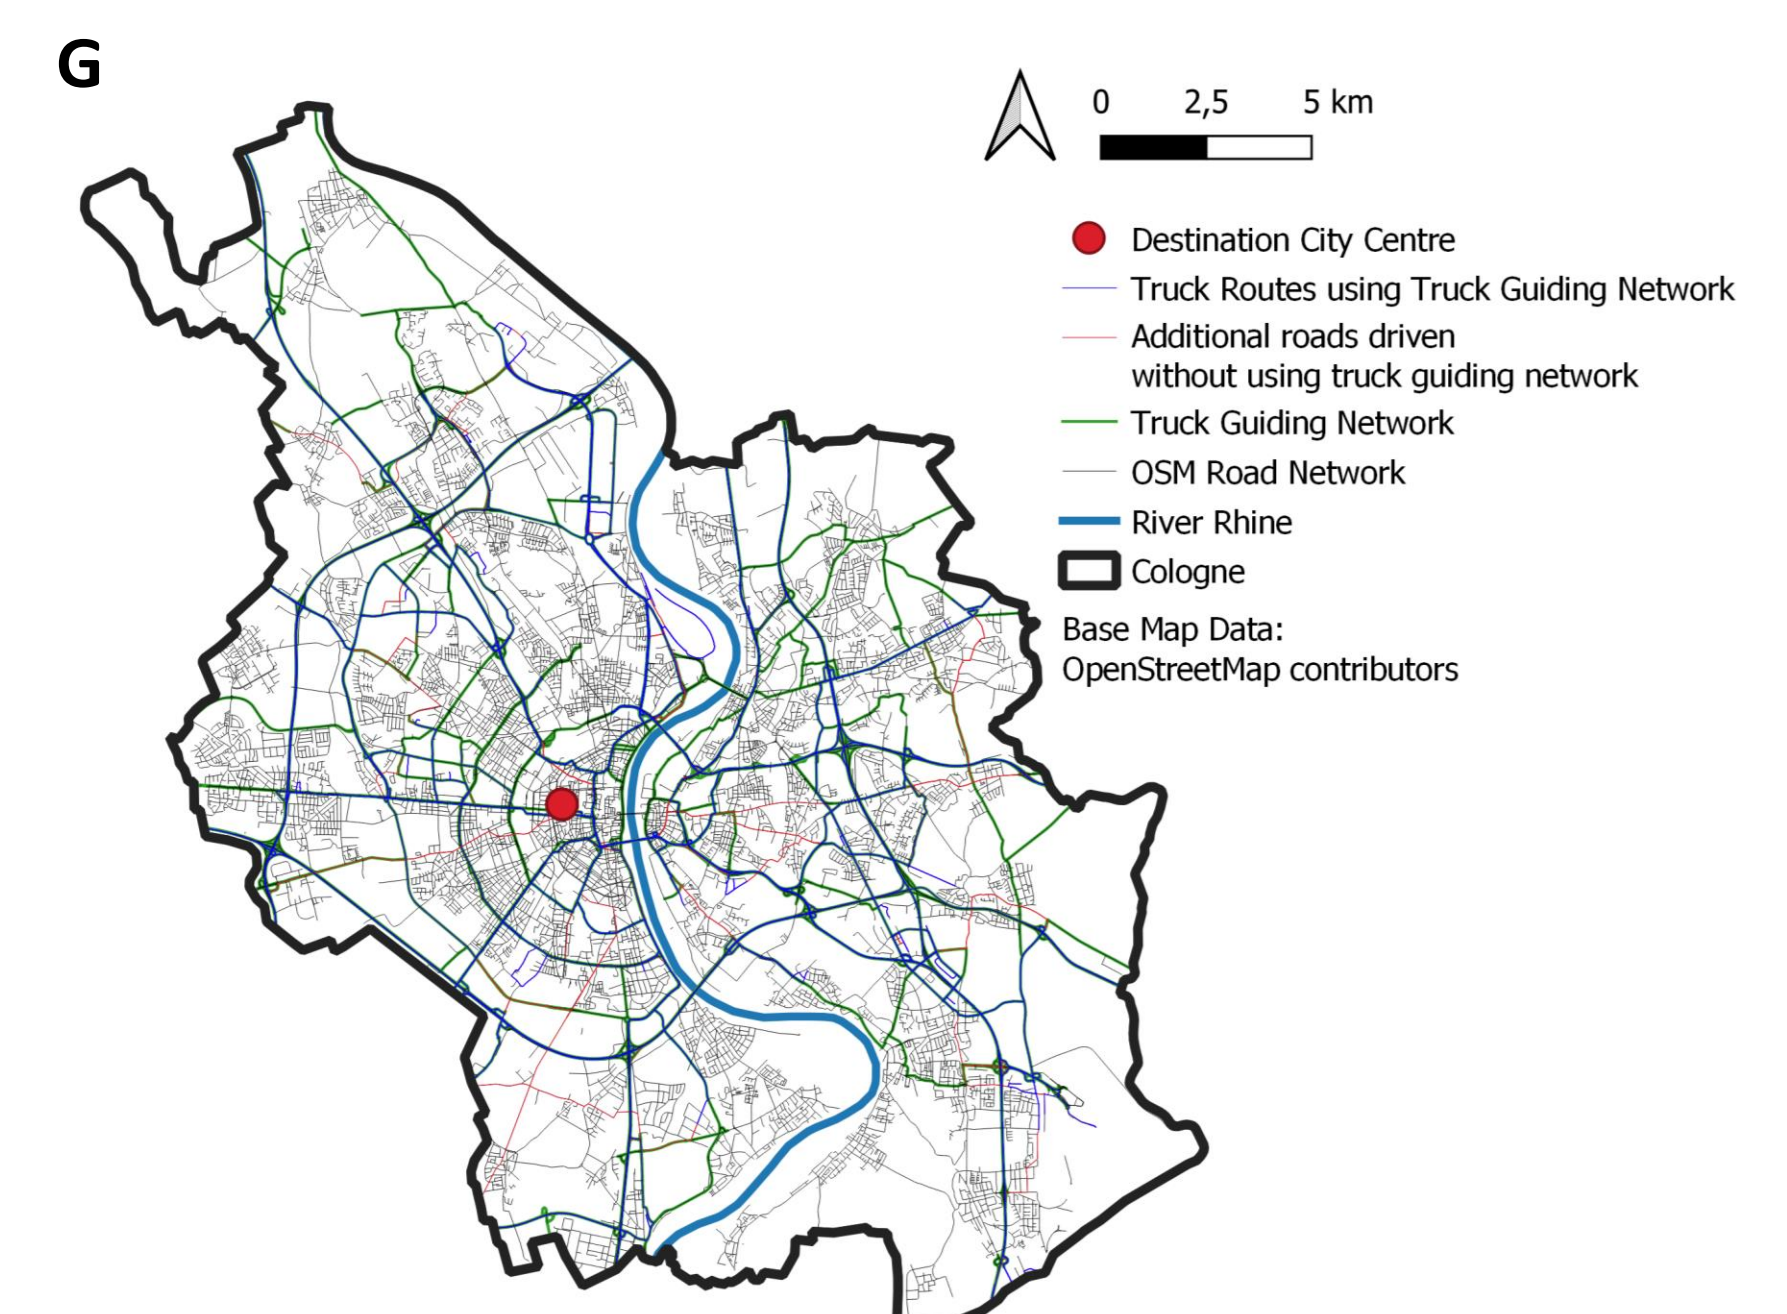 G
0 2,5 5 km
Destination City Centre
Truck Routes using Truck Guiding Network
Additional roads driven
without using truck guiding network
Truck Guiding Network
OSM Road Network
River Rhine
Cologne
Base Map Data:
OpenStreetMap contributors